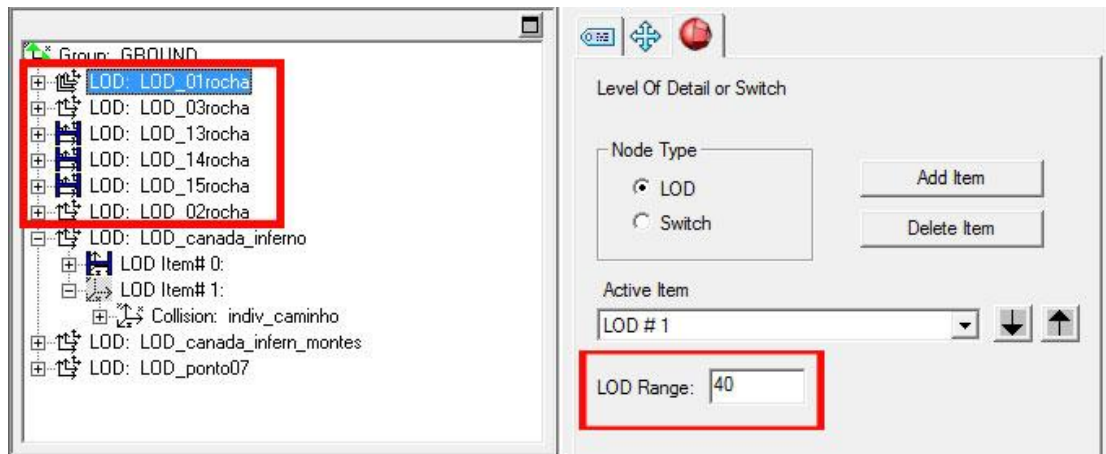 Group: GROUND
LOD: LOD_01rocha
LOD: LOD_03rocha
LOD: LOD_13rocha
LOD: LOD_14rocha
LOD: LOD_15rocha
LOD: LOD_02rocha
LOD: LOD_canada_inferno
LOD Item# 0:
LOD Item# 1:
Collision: indiv_caminho
LOD: LOD_canada_infern_montes
LOD: LOD_ponto07
Level Of Detail or Switch
Node Type
LOD
Switch
Add Item
Delete Item
Active Item
LOD # 1
LOD Range: 40